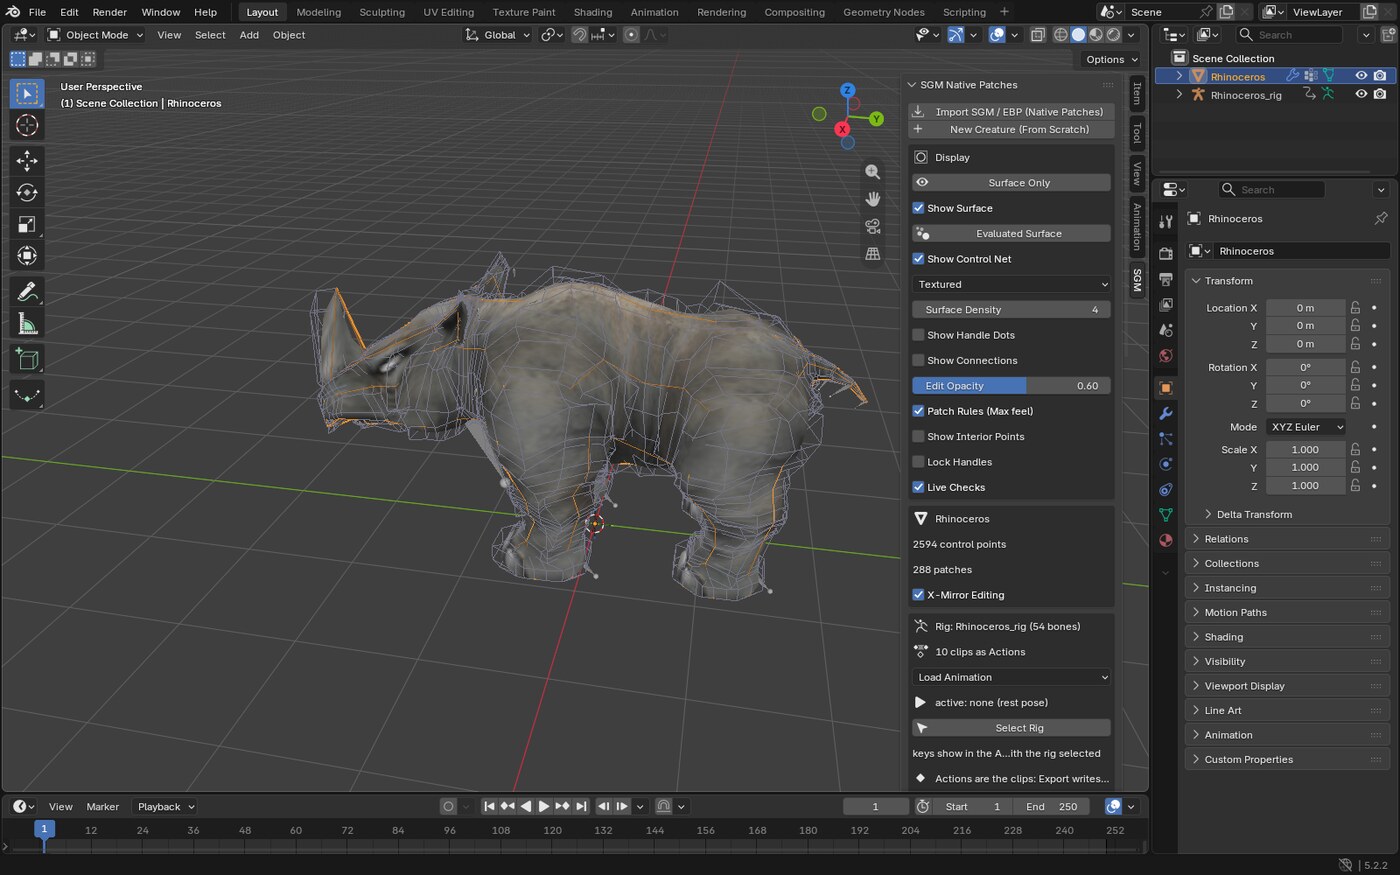 File Edit Render Window Help Layout Modeling Sculpting UV Editing Texture Paint Shading Animation Rendering Compositing Geometry Nodes Scripting + Scene ViewLayer
Object Mode View Select Add Object Global Search
Options
User Perspective
(1) Scene Collection | Rhinoceros
Z
Y
X
SGM Native Patches
Import SGM / EBP (Native Patches)
New Creature (From Scratch)
Display
Surface Only
Show Surface
Evaluated Surface
Show Control Net
Textured
Surface Density 4
Show Handle Dots
Show Connections
Edit Opacity 0.60
Patch Rules (Max feel)
Show Interior Points
Lock Handles
Live Checks
Rhinoceros
2594 control points
288 patches
X-Mirror Editing
Rig: Rhinoceros_rig (54 bones)
10 clips as Actions
Load Animation
active: none (rest pose)
Select Rig
keys show in the A...ith the rig selected
Actions are the clips: Export writes...
Item
Tool
View
Animation
SGM
Scene Collection
Rhinoceros
Rhinoceros_rig
Search
Rhinoceros
Rhinoceros
Transform
Location X 0 m
Y 0 m
Z 0 m
Rotation X 0°
Y 0°
Z 0°
Mode XYZ Euler
Scale X 1.000
Y 1.000
Z 1.000
Delta Transform
Relations
Collections
Instancing
Motion Paths
Shading
Visibility
Viewport Display
Line Art
Animation
Custom Properties
View Marker Playback 1 Start 1 End 250
1 12 24 36 48 60 72 84 96 108 120 132 144 156 168 180 192 204 216 228 240 252
5.2.2